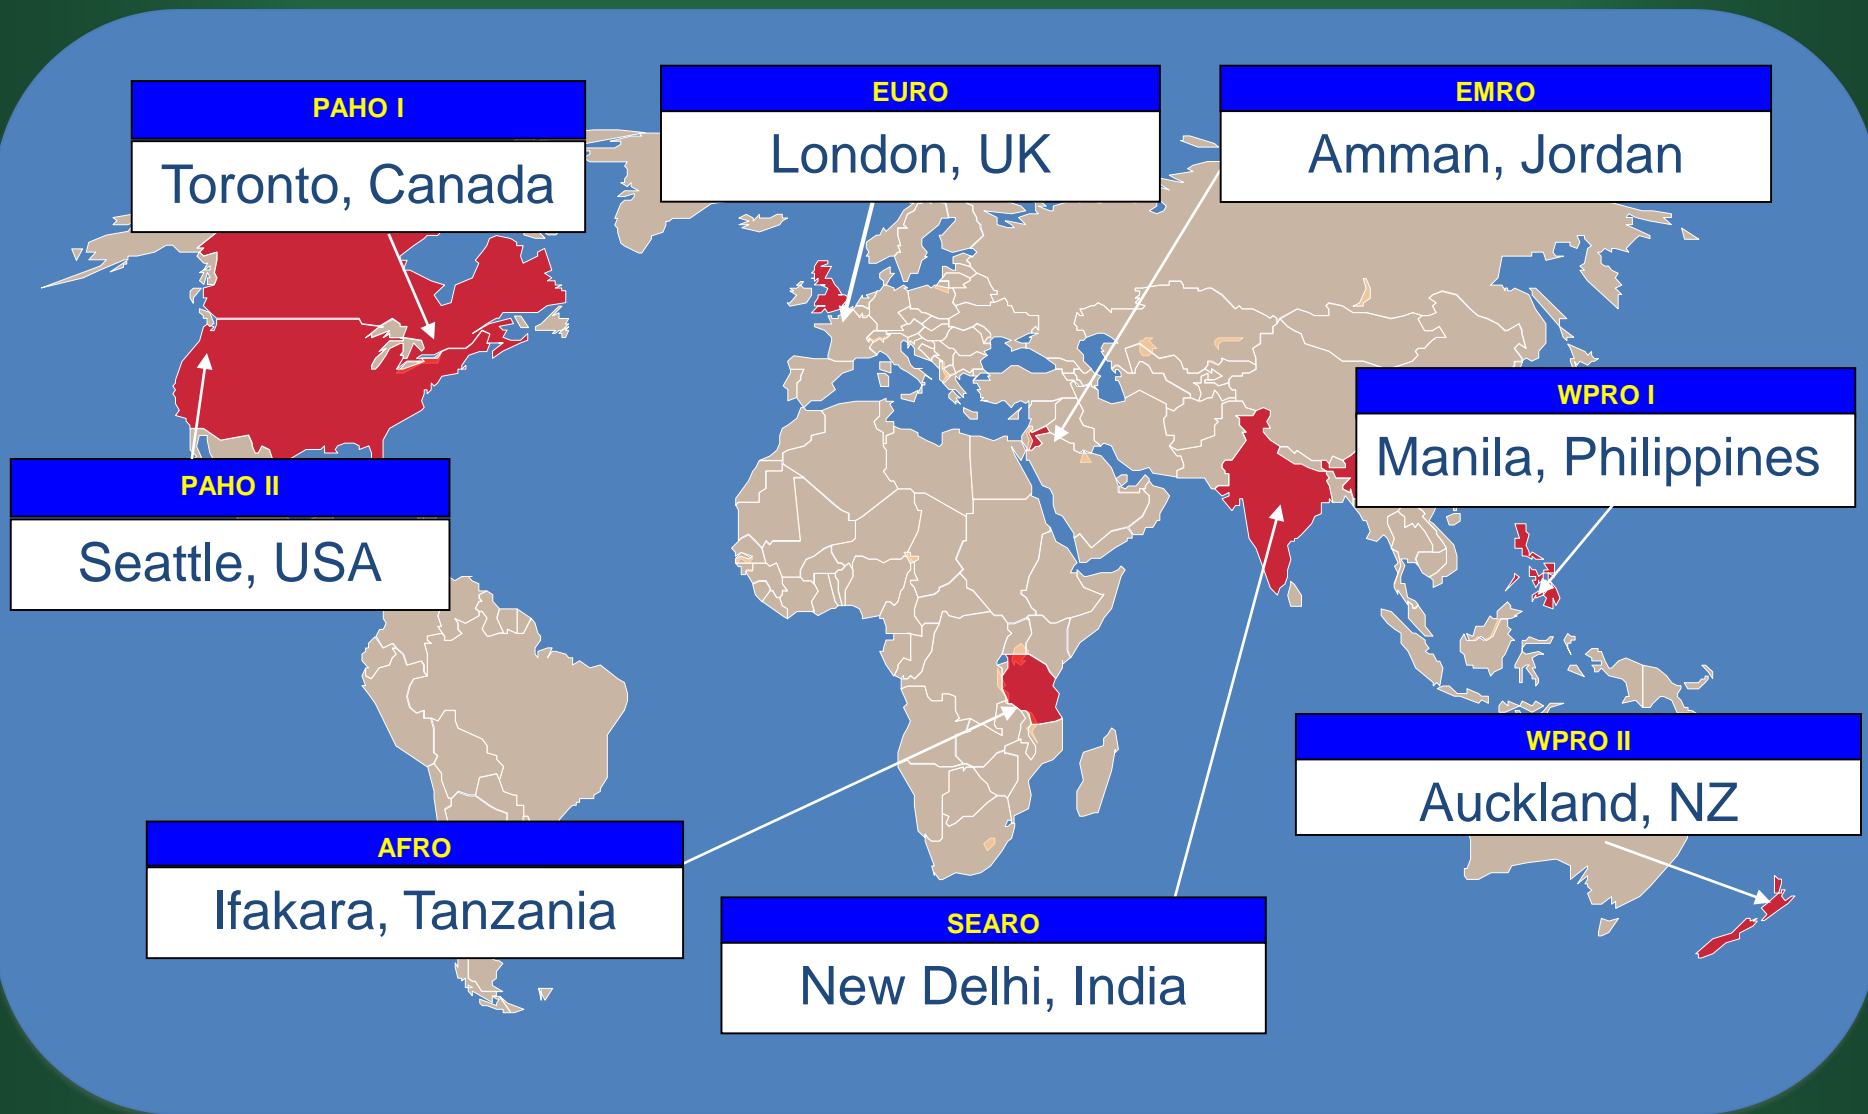 PAHO I
Toronto, Canada
EURO
London, UK
EMRO
Amman, Jordan
WPRO I
Manila, Philippines
PAHO II
Seattle, USA
WPRO II
Auckland, NZ
AFRO
Ifakara, Tanzania
SEARO
New Delhi, India